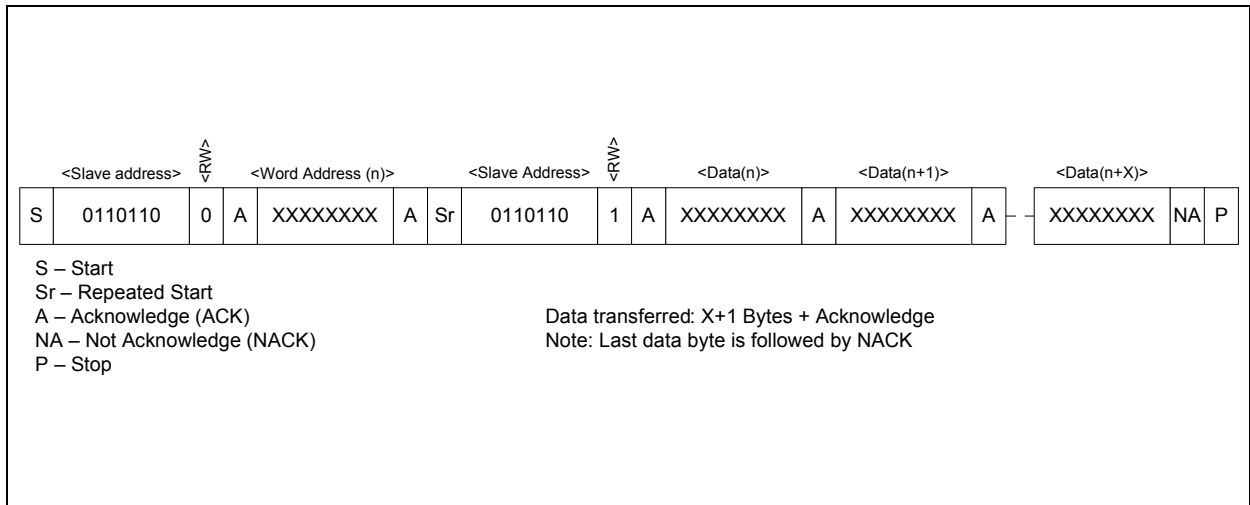 <Slave address> <RW> <Word Address (n)> <Slave Address> <RW> <Data(n)> <Data(n+1)> <Data(n+X)>
S 0110110 0 A XXXXXXXX A Sr 0110110 1 A XXXXXXXX A XXXXXXXX A XXXXXXXX NA P
S – Start
Sr – Repeated Start
A – Acknowledge (ACK) Data transferred: X+1 Bytes + Acknowledge
NA – Not Acknowledge (NACK) Note: Last data byte is followed by NACK
P – Stop